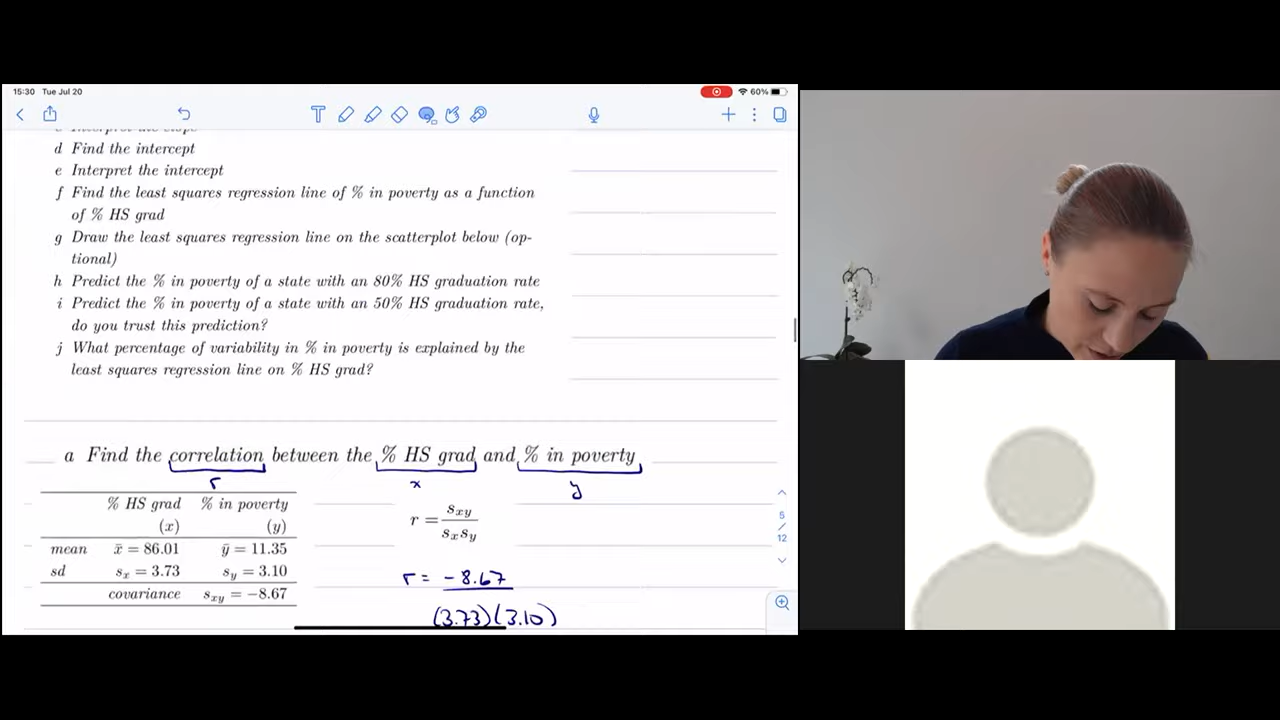 15:30 Tue Jul 20
60%
d Find the intercept
e Interpret the intercept
f Find the least squares regression line of % in poverty as a function
of % HS grad
g Draw the least squares regression line on the scatterplot below (op-
tional)
h Predict the % in poverty of a state with an 80% HS graduation rate
i Predict the % in poverty of a state with an 50% HS graduation rate,
do you trust this prediction?
j What percentage of variability in % in poverty is explained by the
least squares regression line on % HS grad?
a Find the correlation between the % HS grad and % in poverty
r x y
% HS grad % in poverty
(x) (y)
mean x̄ = 86.01 ȳ = 11.35
sd sₓ = 3.73 s_y = 3.10
covariance s_xy = −8.67
r = s_xy / s_x s_y
r = −8.67
(3.73)(3.10)
5
/
12